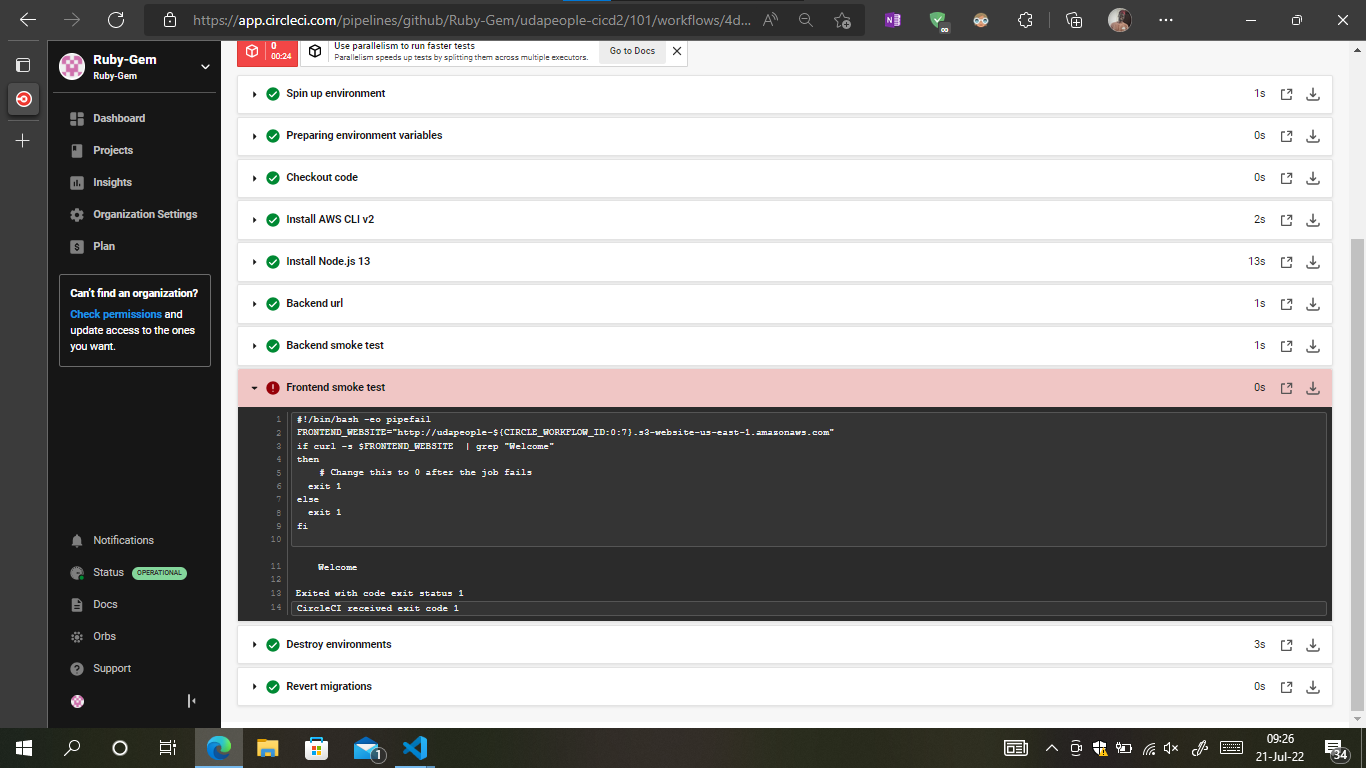 https://app.circleci.com/pipelines/github/Ruby-Gem/udapeople-cicd2/101/workflows/4d...
Ruby-Gem
Ruby-Gem
Dashboard
Projects
Insights
Organization Settings
Plan
Can't find an organization?
Check permissions and
update access to the ones
you want.
Notifications
Status OPERATIONAL
Docs
Orbs
Support
0
00:24
Use parallelism to run faster tests
Parallelism speeds up tests by splitting them across multiple executors.
Go to Docs
Spin up environment 1s
Preparing environment variables 0s
Checkout code 0s
Install AWS CLI v2 2s
Install Node.js 13 13s
Backend url 1s
Backend smoke test 1s
Frontend smoke test 0s
1 #!/bin/bash -eo pipefail
2 FRONTEND_WEBSITE="http://udapeople-${CIRCLE_WORKFLOW_ID:0:7}.s3-website-us-east-1.amazonaws.com"
3 if curl -s $FRONTEND_WEBSITE  | grep "Welcome"
4 then
5     # Change this to 0 after the job fails
6   exit 1
7 else
8   exit 1
9 fi
10
11     Welcome
12
13 Exited with code exit status 1
14 CircleCI received exit code 1
Destroy environments 3s
Revert migrations 0s
1
09:26
21-Jul-22
34